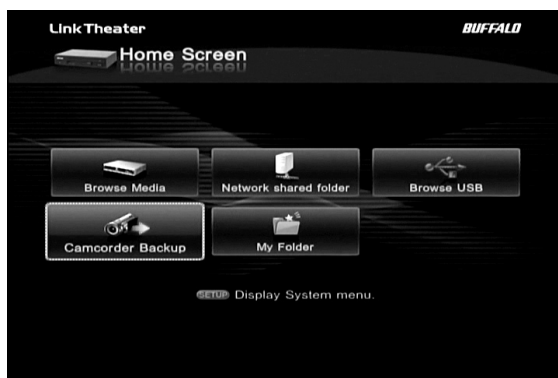 LinkTheater
BUFFALO
Home Screen
Browse Media
Network shared folder
Browse USB
Camcorder Backup
My Folder
SETUP Display System menu.